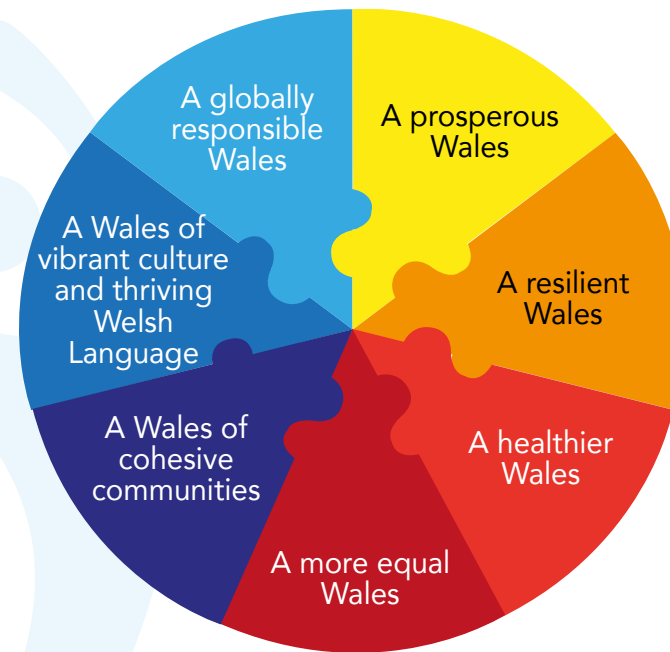 A prosperous
Wales
A resilient
Wales
A healthier
Wales
A more equal
Wales
A Wales of
cohesive
communities
A Wales of
vibrant culture
and thriving
Welsh
Language
A globally
responsible
Wales